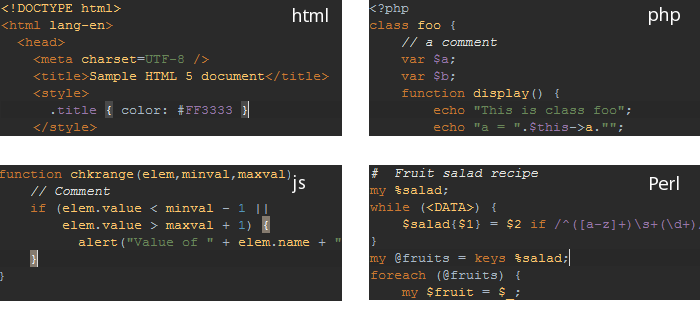 <!DOCTYPE html>
<html lang-en>
<head>
<meta charset=UTF-8 />
<title>Sample HTML 5 document</title>
<style>
.title { color: #FF3333 }
</style>
html
<?php
class foo {
// a comment
var $a;
var $b;
function display() {
echo "This is class foo";
echo "a = ".$this->a."";
php
function chkrange(elem,minval,maxval)
// Comment
if (elem.value < minval - 1 ||
elem.value > maxval + 1) {
alert("Value of " + elem.name + "
}
}
js
# Fruit salad recipe
my %salad;
while (<DATA>) {
$salad{$1} = $2 if /^([a-z]+)\s+(\d+).
}
my @fruits = keys %salad;
foreach (@fruits) {
my $fruit = $_;
Perl